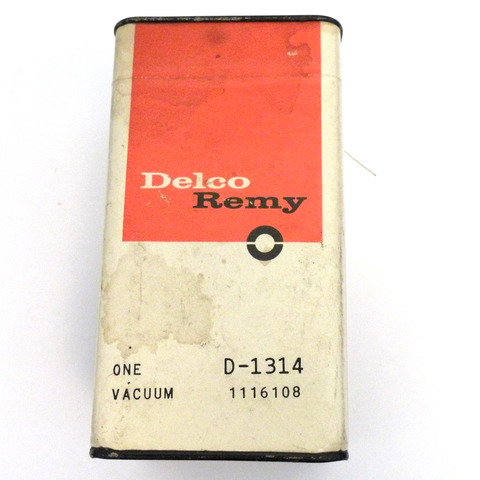 Delco
Remy
ONE D-1314
VACUUM 1116108